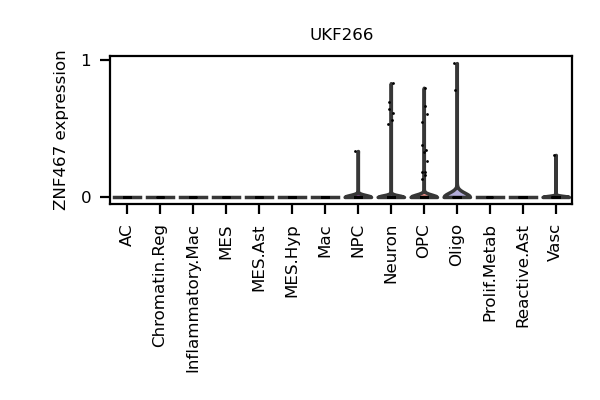 UKF266
ZNF467 expression
1
0
AC
Chromatin.Reg
Inflammatory.Mac
MES
MES.Ast
MES.Hyp
Mac
NPC
Neuron
OPC
Oligo
Prolif.Metab
Reactive.Ast
Vasc